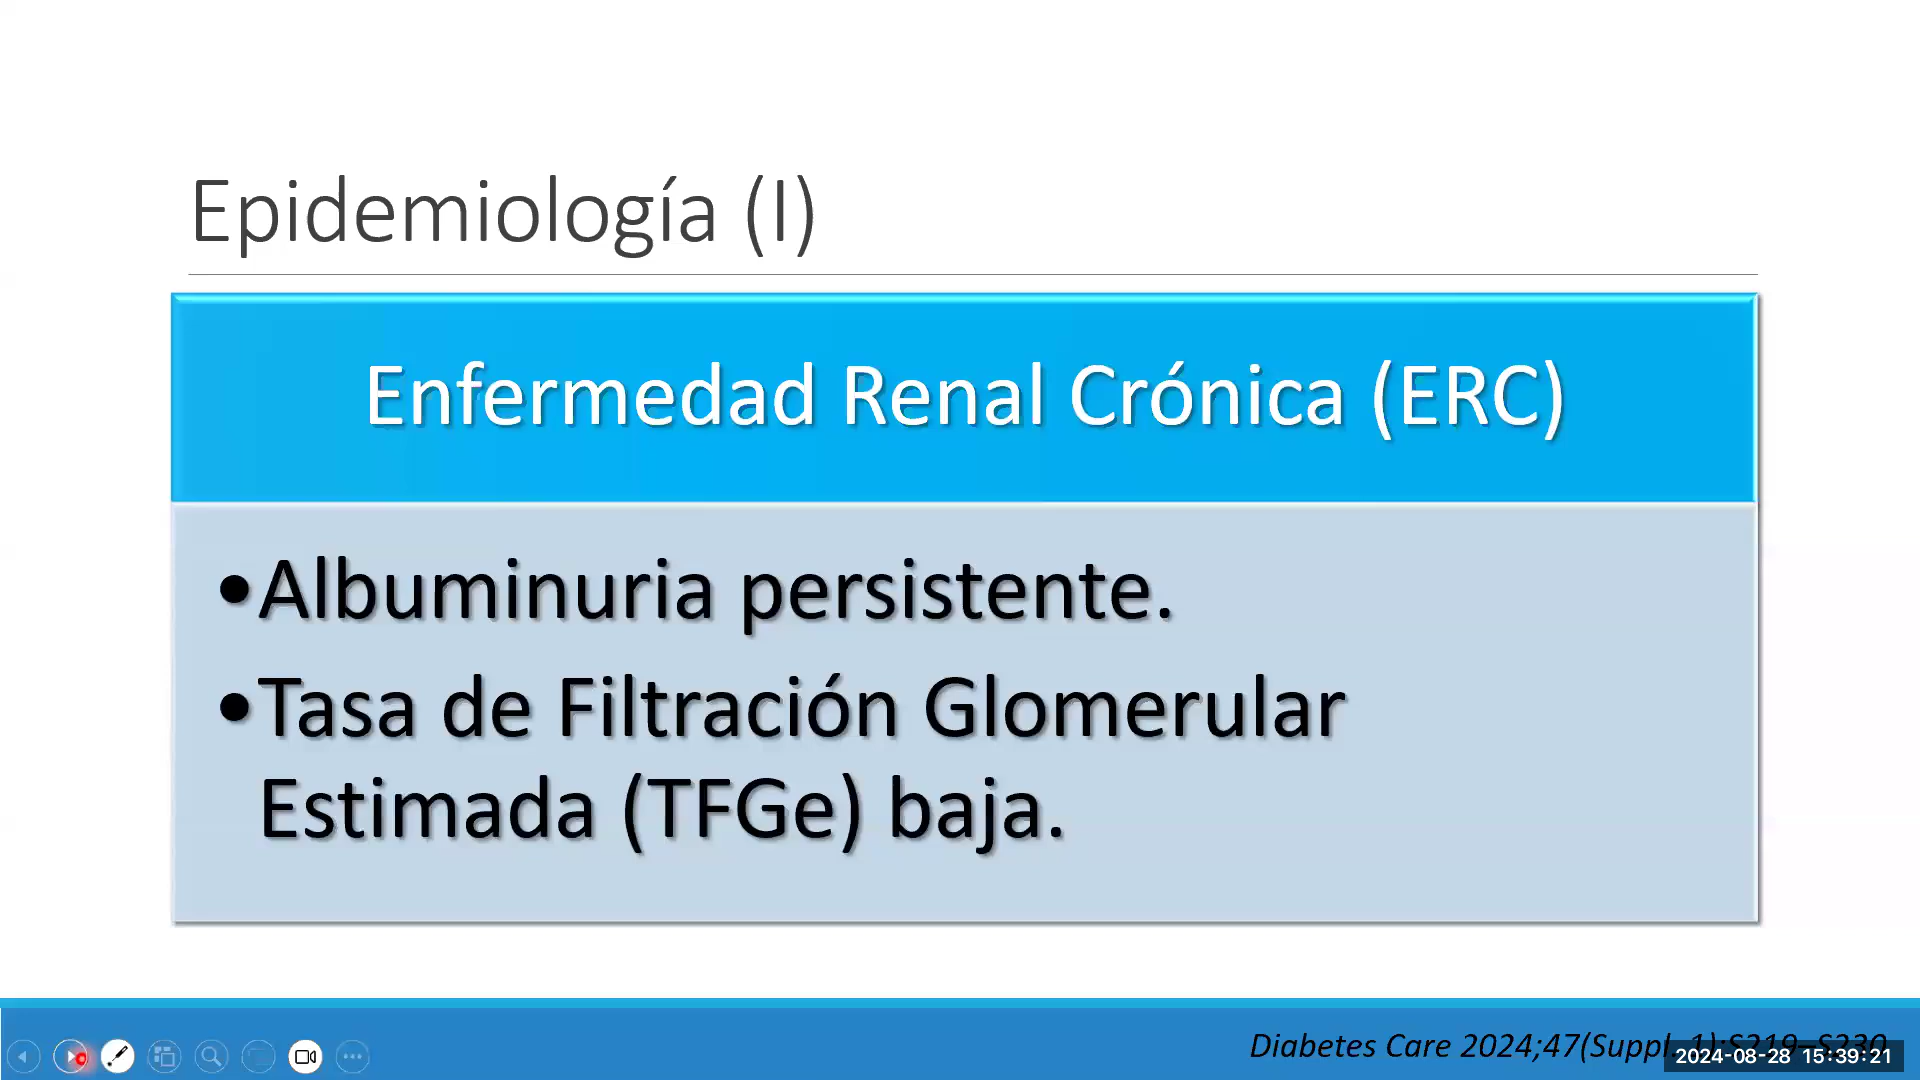 Epidemiología (I)
Enfermedad Renal Crónica (ERC)
•Albuminuria persistente.
•Tasa de Filtración Glomerular
Estimada (TFGe) baja.
Diabetes Care 2024;47(Suppl. 1):S219–S230
2024-08-28 15:39:21